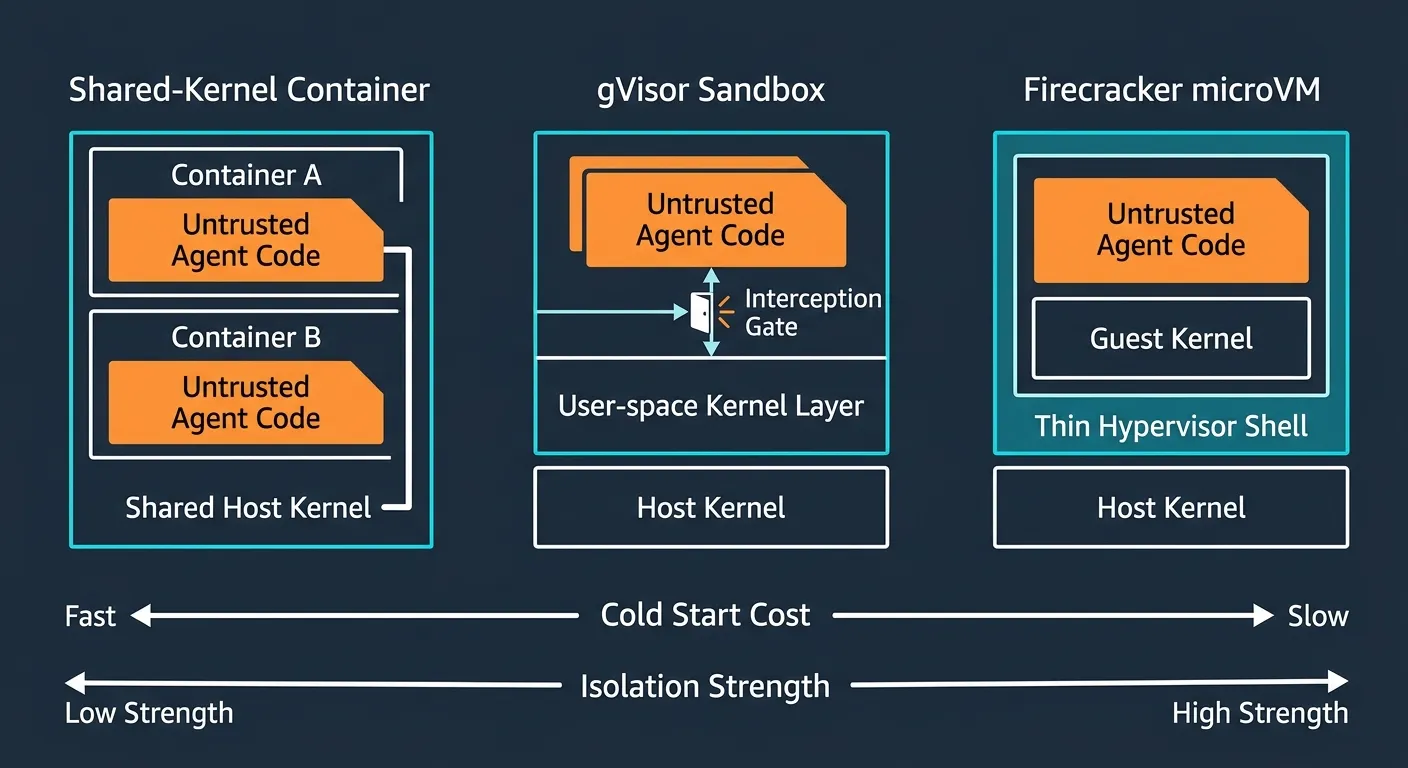 Shared-Kernel Container
Container A
Untrusted
Agent Code
Container B
Untrusted
Agent Code
Shared Host Kernel
gVisor Sandbox
Untrusted
Agent Code
Interception
Gate
User-space Kernel Layer
Host Kernel
Firecracker microVM
Untrusted
Agent Code
Guest Kernel
Thin Hypervisor Shell
Host Kernel
Fast
Cold Start Cost
Slow
Isolation Strength
Low Strength
High Strength